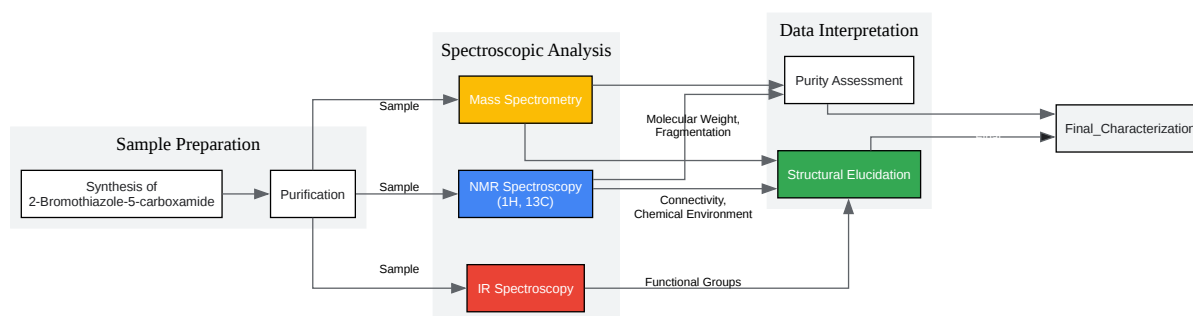 Sample Preparation
Synthesis of
2-Bromothiazole-5-carboxamide
Purification
Sample
Sample
Sample
Spectroscopic Analysis
Mass Spectrometry
NMR Spectroscopy
(1H, 13C)
IR Spectroscopy
Molecular Weight,
Fragmentation
Connectivity,
Chemical Environment
Functional Groups
Data Interpretation
Purity Assessment
Structural Elucidation
Final_Characterization